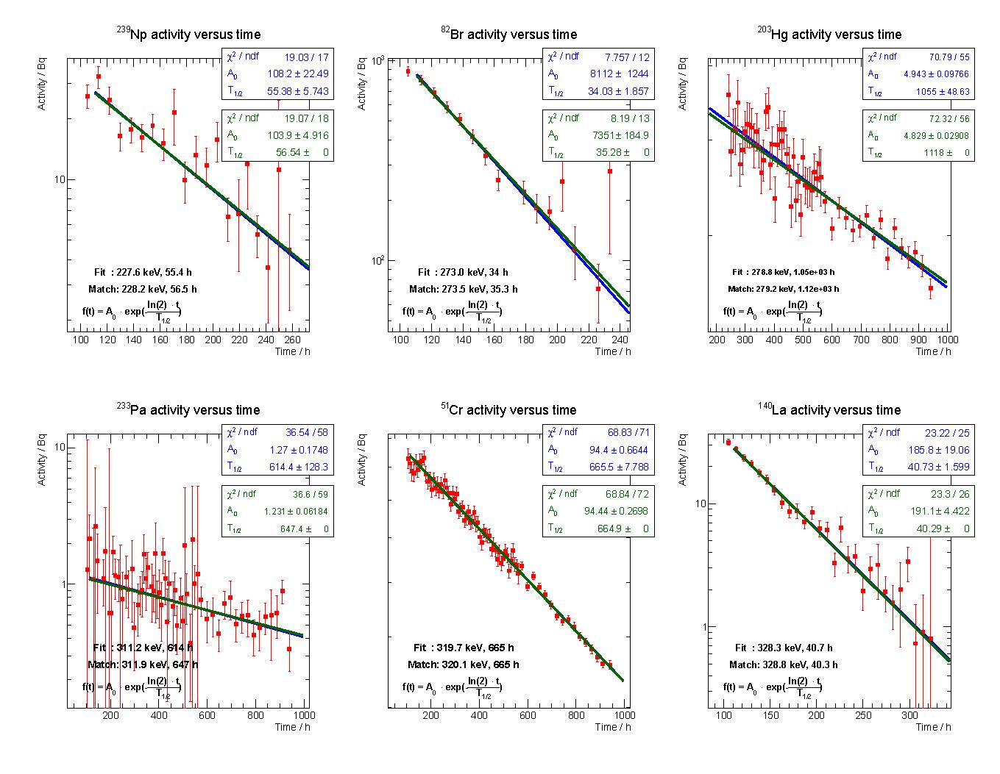 ²³⁹Np activity versus time
Activity / Bq
χ² / ndf 19.03 / 17
A₀ 108.2 ± 22.49
T₁/₂ 55.38 ± 5.743
χ² / ndf 19.07 / 18
A₀ 103.9 ± 4.916
T₁/₂ 56.54 ± 0
10
Fit : 227.6 keV, 55.4 h
Match: 228.2 keV, 56.5 h
f(t) = A₀ · exp(-ln(2) · t / T₁/₂)
100 120 140 160 180 200 220 240 260
Time / h
⁸²Br activity versus time
Activity / Bq
10³
χ² / ndf 7.757 / 12
A₀ 8112 ± 1244
T₁/₂ 34.03 ± 1.857
χ² / ndf 8.19 / 13
A₀ 7351 ± 184.9
T₁/₂ 35.28 ± 0
10²
Fit : 273.0 keV, 34 h
Match: 273.5 keV, 35.3 h
f(t) = A₀ · exp(-ln(2) · t / T₁/₂)
100 120 140 160 180 200 220 240
Time / h
²⁰³Hg activity versus time
Activity / Bq
χ² / ndf 70.79 / 55
A₀ 4.943 ± 0.09766
T₁/₂ 1055 ± 48.63
χ² / ndf 72.32 / 56
A₀ 4.829 ± 0.02908
T₁/₂ 1118 ± 0
Fit : 278.8 keV, 1.05e+03 h
Match: 279.2 keV, 1.12e+03 h
f(t) = A₀ · exp(-ln(2) · t / T₁/₂)
200 300 400 500 600 700 800 900 1000
Time / h
²³³Pa activity versus time
Activity / Bq
10
χ² / ndf 36.54 / 58
A₀ 1.27 ± 0.1748
T₁/₂ 614.4 ± 128.3
χ² / ndf 36.6 / 59
A₀ 1.231 ± 0.06184
T₁/₂ 647.4 ± 0
1
Fit : 311.2 keV, 614 h
Match: 311.9 keV, 647 h
f(t) = A₀ · exp(-ln(2) · t / T₁/₂)
200 400 600 800 1000
Time / h
⁵¹Cr activity versus time
Activity / Bq
χ² / ndf 68.83 / 71
A₀ 94.4 ± 0.6644
T₁/₂ 665.5 ± 7.788
χ² / ndf 68.84 / 72
A₀ 94.44 ± 0.2698
T₁/₂ 664.9 ± 0
Fit : 319.7 keV, 665 h
Match: 320.1 keV, 665 h
f(t) = A₀ · exp(-ln(2) · t / T₁/₂)
200 400 600 800 1000
Time / h
¹⁴⁰La activity versus time
Activity / Bq
χ² / ndf 23.22 / 25
A₀ 185.8 ± 19.06
T₁/₂ 40.73 ± 1.599
χ² / ndf 23.3 / 26
A₀ 191.1 ± 4.422
T₁/₂ 40.29 ± 0
10
1
Fit : 328.3 keV, 40.7 h
Match: 328.8 keV, 40.3 h
f(t) = A₀ · exp(-ln(2) · t / T₁/₂)
100 150 200 250 300
Time / h